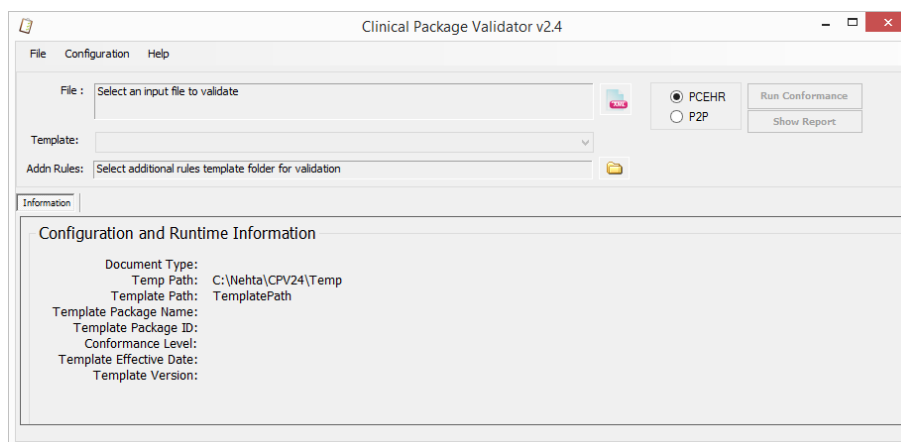 Clinical Package Validator v2.4
File Configuration Help
File : Select an input file to validate
XML
PCEHR
Run Conformance
P2P
Show Report
Template:
Addn Rules: Select additional rules template folder for validation
Information
Configuration and Runtime Information
Document Type:
Temp Path: C:\Nehta\CPV24\Temp
Template Path: TemplatePath
Template Package Name:
Template Package ID:
Conformance Level:
Template Effective Date:
Template Version: